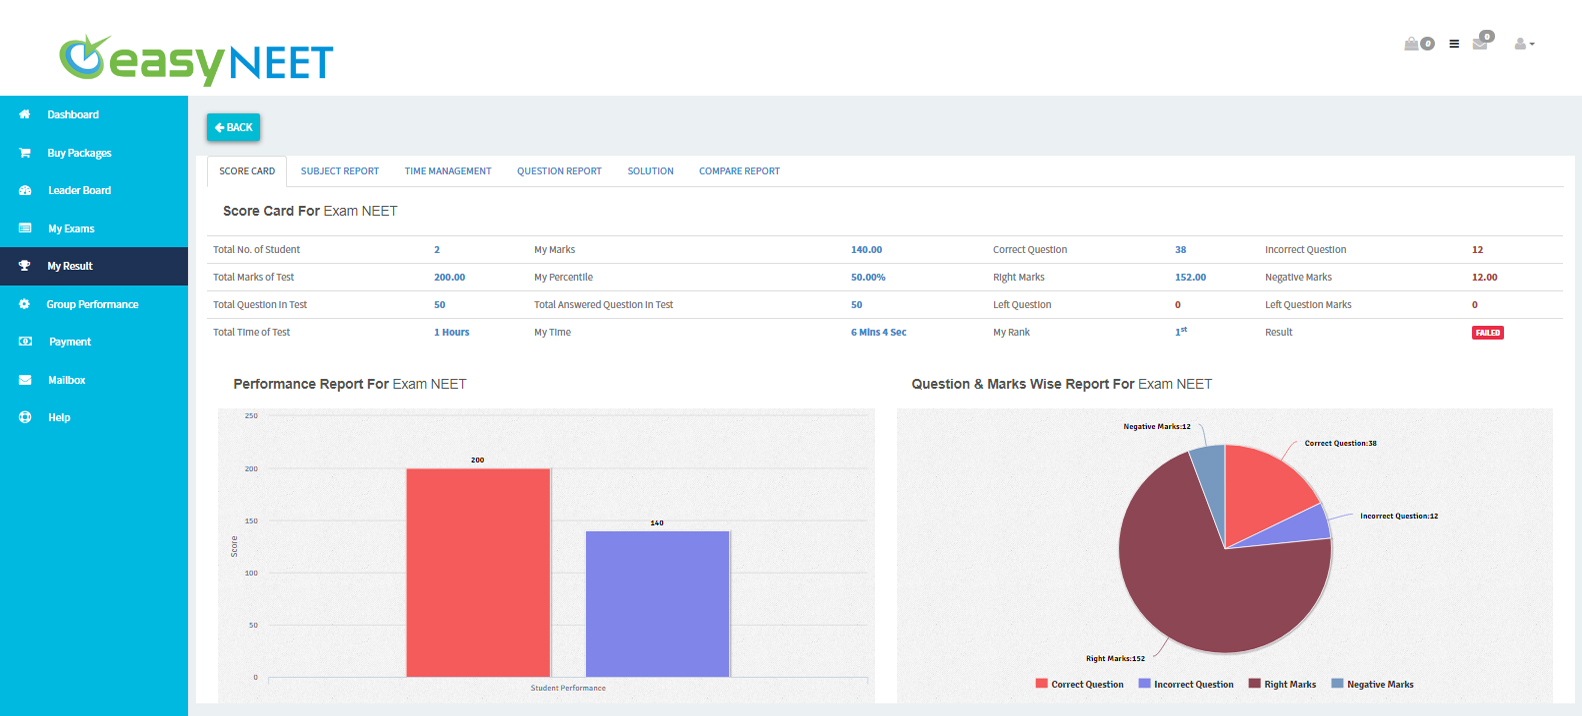 easyNEET
0
0
Dashboard
Buy Packages
Leader Board
My Exams
My Result
Group Performance
Payment
Mailbox
Help
BACK
SCORE CARD SUBJECT REPORT TIME MANAGEMENT QUESTION REPORT SOLUTION COMPARE REPORT
Score Card For Exam NEET
Total No. of Student 2 My Marks 140.00 Correct Question 38 Incorrect Question 12
Total Marks of Test 200.00 My Percentile 50.00% Right Marks 152.00 Negative Marks 12.00
Total Question in Test 50 Total Answered Question in Test 50 Left Question 0 Left Question Marks 0
Total Time of Test 1 Hours My Time 6 Mins 4 Sec My Rank 1st Result FAILED
Performance Report For Exam NEET
250
200
150
100
50
0
Score
200
140
Student Performance
Question & Marks Wise Report For Exam NEET
Negative Marks:12
Correct Question:38
Incorrect Question:12
Right Marks:152
Correct Question Incorrect Question Right Marks Negative Marks